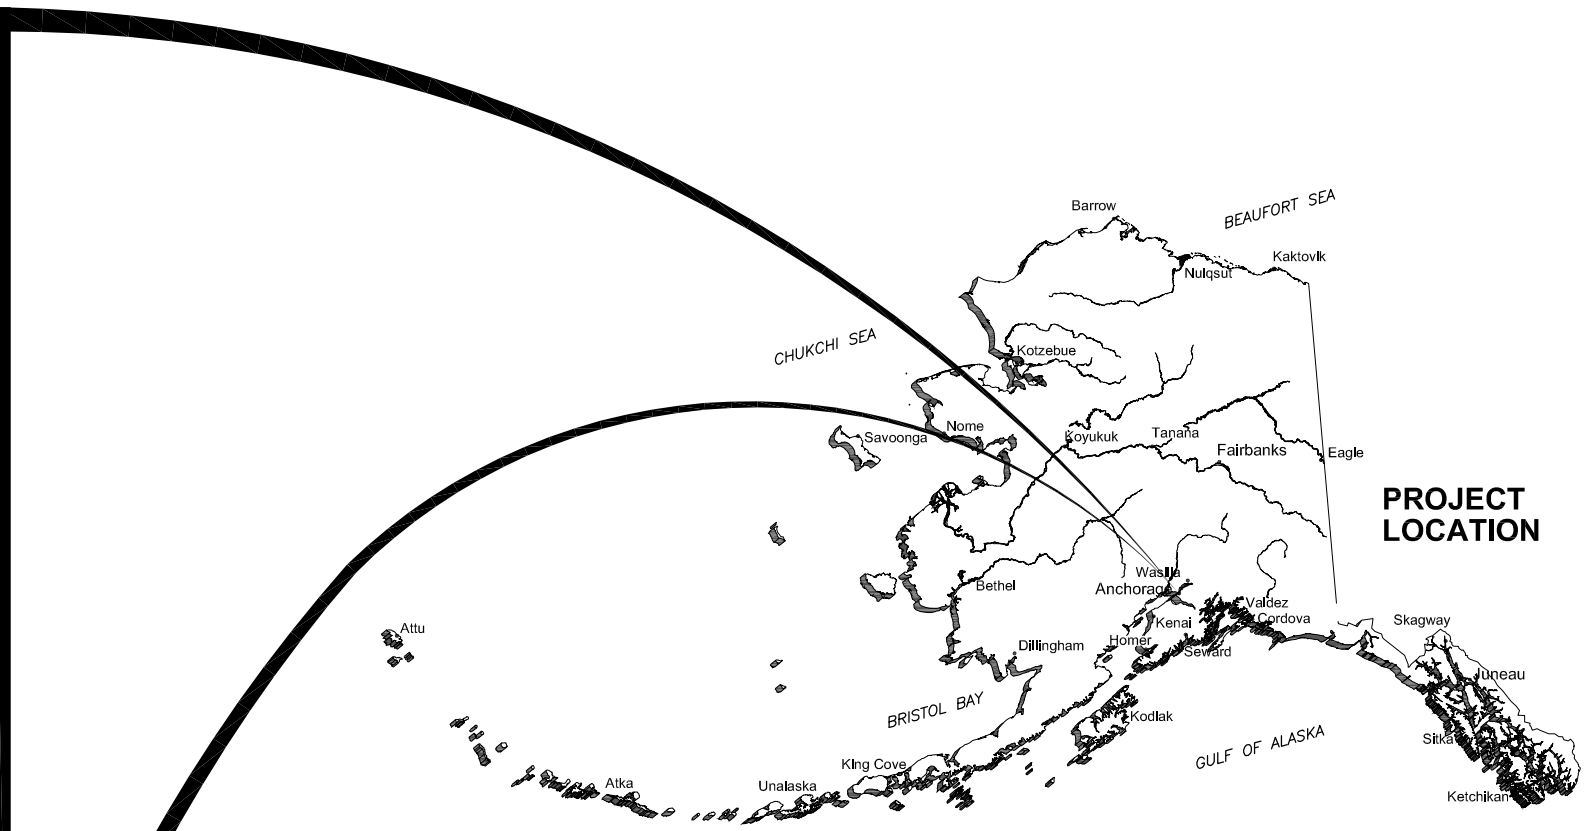 BEAUFORT SEA
Barrow
Kaktovik
Nuiqsut
CHUKCHI SEA
Kotzebue
Savoonga
Nome
Koyukuk
Tanana
Fairbanks
Eagle
PROJECT
LOCATION
Wasilla
Anchorage
Bethel
Valdez
Cordova
Kenai
Skagway
Attu
Dillingham
Homer
Seward
Juneau
BRISTOL BAY
Kodiak
GULF OF ALASKA
Sitka
King Cove
Atka
Unalaska
Ketchikan